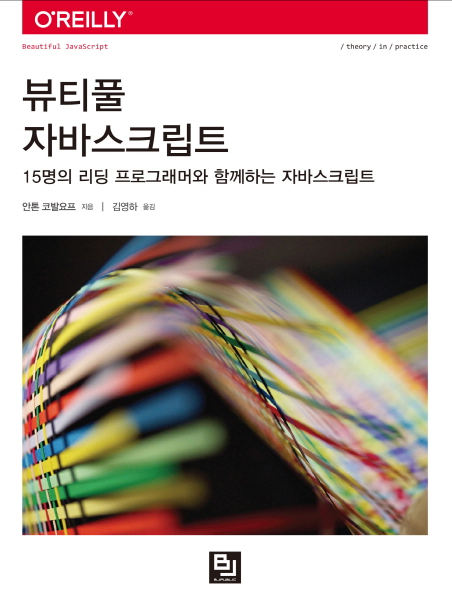 O'REILLY®
Beautiful JavaScript / theory / in / practice
뷰티풀
자바스크립트
15명의 리딩 프로그래머와 함께하는 자바스크립트
안톤 코발요프 지음 | 김영하 옮김
BJ
BJPUBLIC